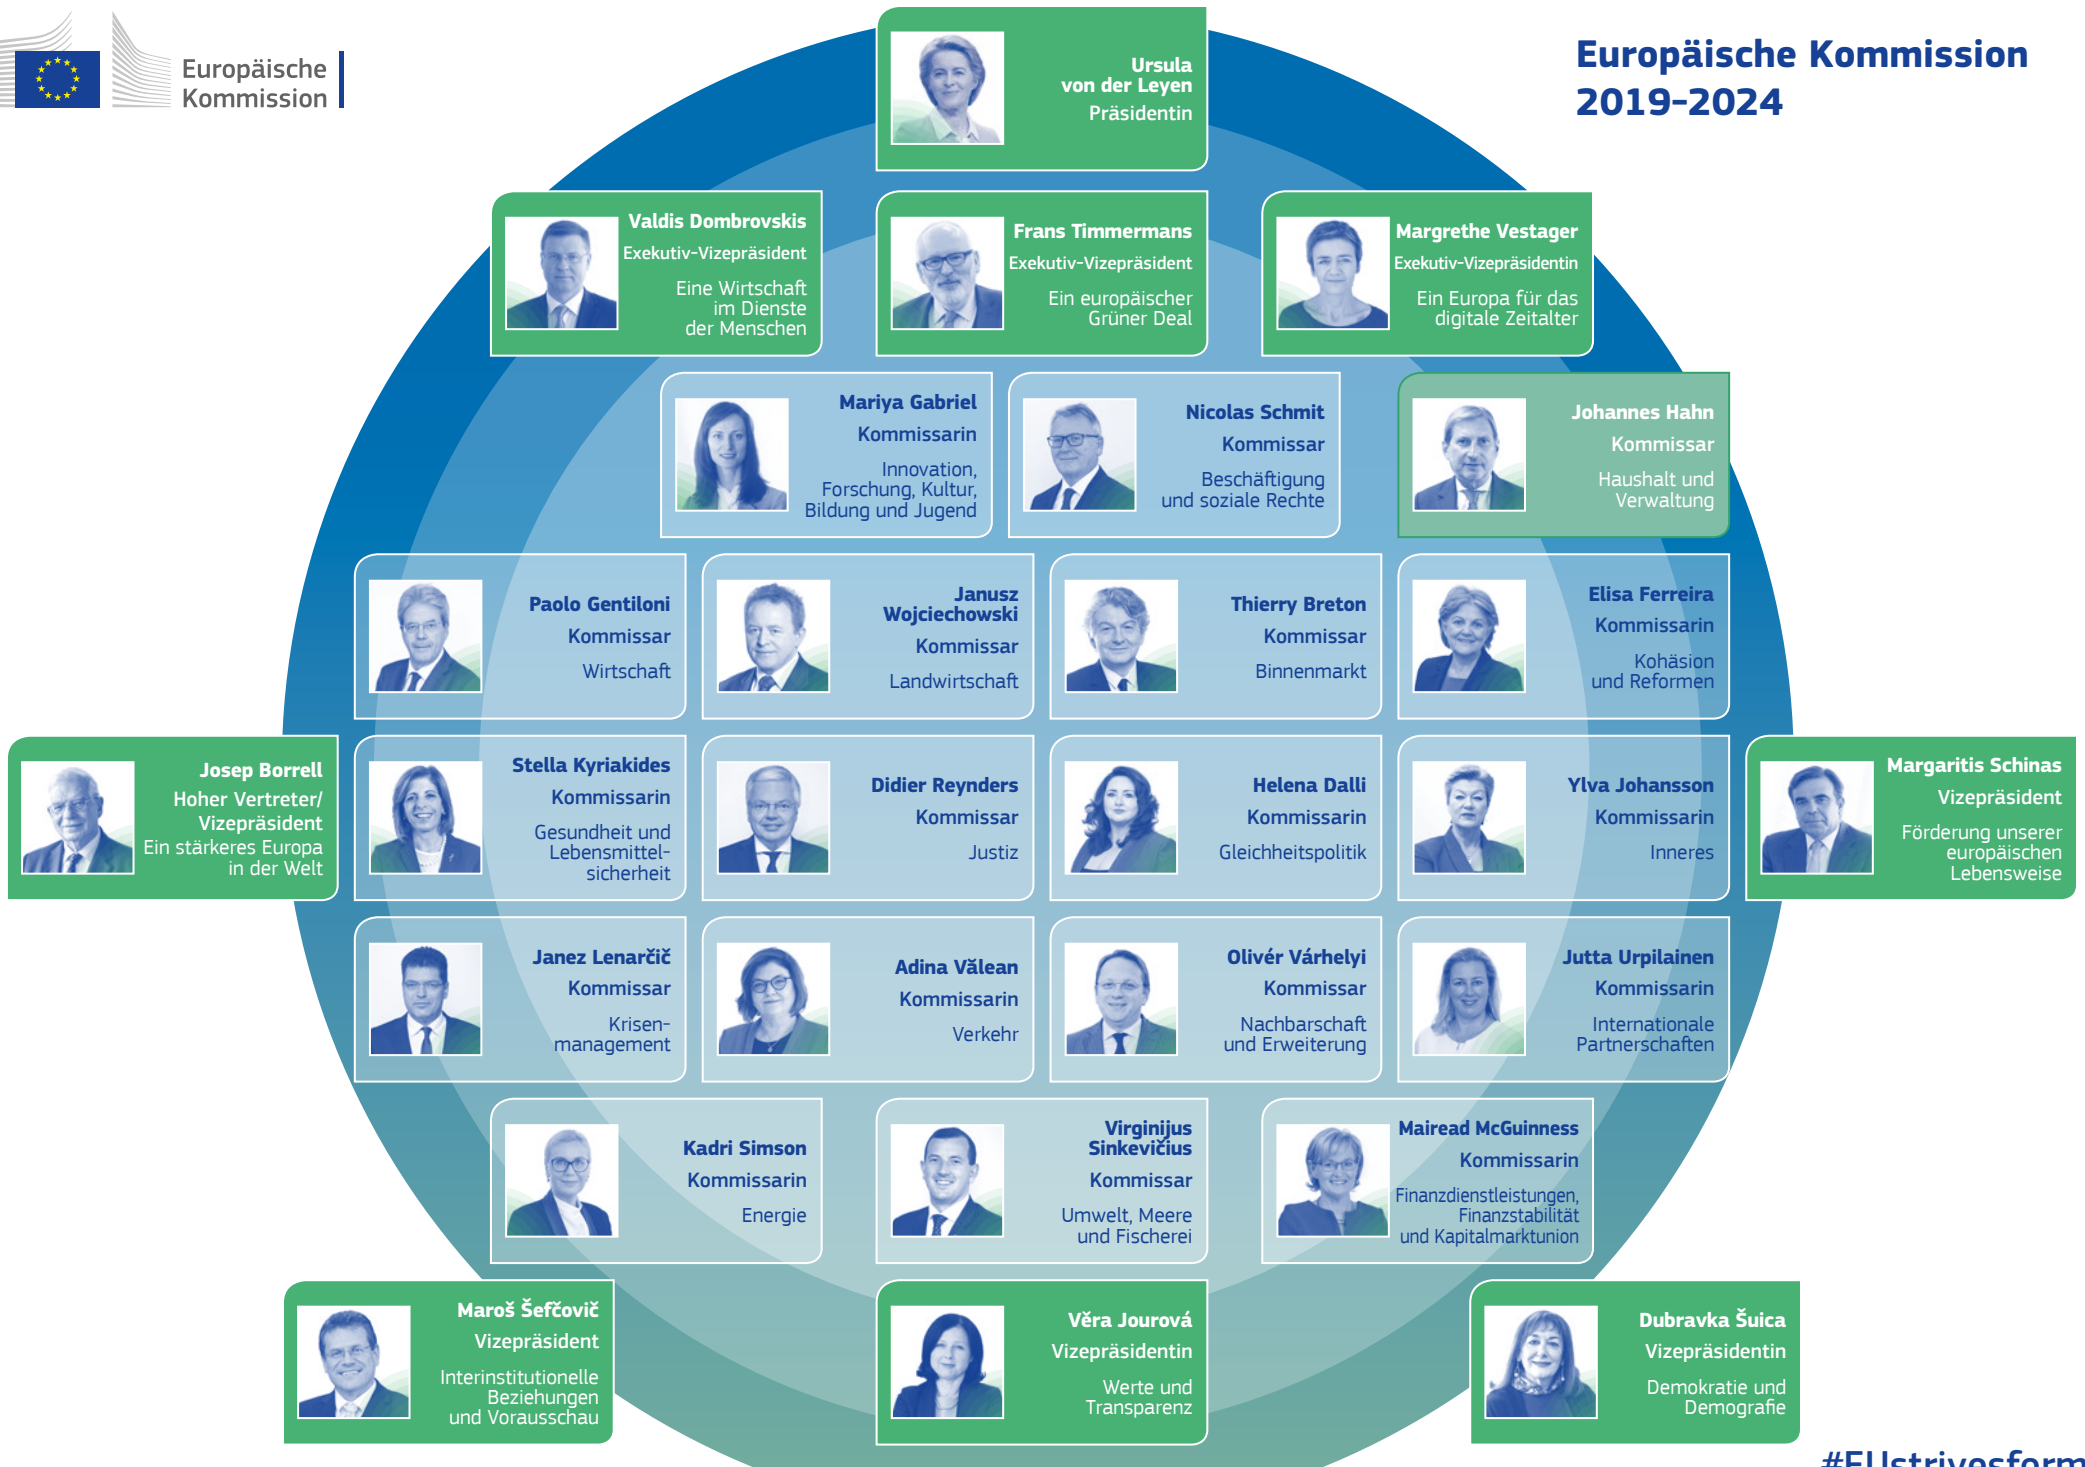 Europäische
Kommission
Europäische Kommission
2019-2024
Ursula
von der Leyen
Präsidentin
Valdis Dombrovskis
Exekutiv-Vizepräsident
Eine Wirtschaft
im Dienste
der Menschen
Frans Timmermans
Exekutiv-Vizepräsident
Ein europäischer
Grüner Deal
Margrethe Vestager
Exekutiv-Vizepräsidentin
Ein Europa für das
digitale Zeitalter
Mariya Gabriel
Kommissarin
Innovation,
Forschung, Kultur,
Bildung und Jugend
Nicolas Schmit
Kommissar
Beschäftigung
und soziale Rechte
Johannes Hahn
Kommissar
Haushalt und
Verwaltung
Paolo Gentiloni
Kommissar
Wirtschaft
Janusz
Wojciechowski
Kommissar
Landwirtschaft
Thierry Breton
Kommissar
Binnenmarkt
Elisa Ferreira
Kommissarin
Kohäsion
und Reformen
Josep Borrell
Hoher Vertreter/
Vizepräsident
Ein stärkeres Europa
in der Welt
Stella Kyriakides
Kommissarin
Gesundheit und
Lebensmittel-
sicherheit
Didier Reynders
Kommissar
Justiz
Helena Dalli
Kommissarin
Gleichheitspolitik
Ylva Johansson
Kommissarin
Inneres
Margaritis Schinas
Vizepräsident
Förderung unserer
europäischen
Lebensweise
Janez Lenarčič
Kommissar
Krisen-
management
Adina Vălean
Kommissarin
Verkehr
Olivér Várhelyi
Kommissar
Nachbarschaft
und Erweiterung
Jutta Urpilainen
Kommissarin
Internationale
Partnerschaften
Kadri Simson
Kommissarin
Energie
Virginijus
Sinkevičius
Kommissar
Umwelt, Meere
und Fischerei
Mairead McGuinness
Kommissarin
Finanzdienstleistungen,
Finanzstabilität
und Kapitalmarktunion
Maroš Šefčovič
Vizepräsident
Interinstitutionelle
Beziehungen
und Vorausschau
Věra Jourová
Vizepräsidentin
Werte und
Transparenz
Dubravka Šuica
Vizepräsidentin
Demokratie und
Demografie
#EUstrivesform